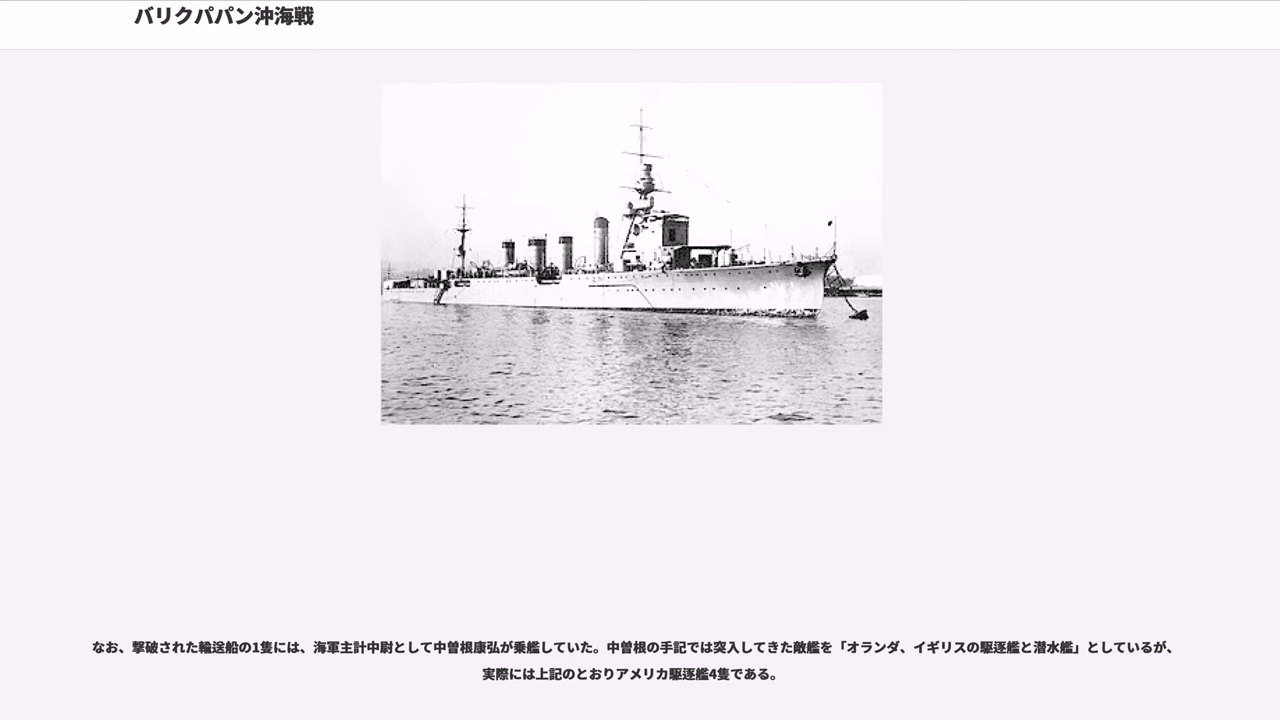 バリクパパン沖海戦
なお、撃破された輸送船の1隻には、海軍主計中尉として中曽根康弘が乗艦していた。中曽根の手記では突入してきた敵艦を「オランダ、イギリスの駆逐艦と潜水艦」としているが、
実際には上記のとおりアメリカ駆逐艦4隻である。